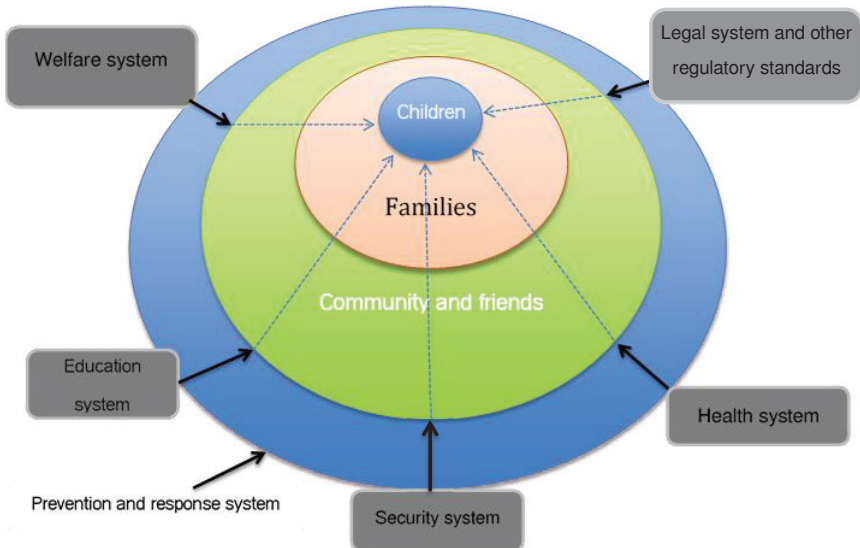 Welfare system
Legal system and other
regulatory standards
Children
Families
Community and friends
Education
system
Health system
Prevention and response system
Security system